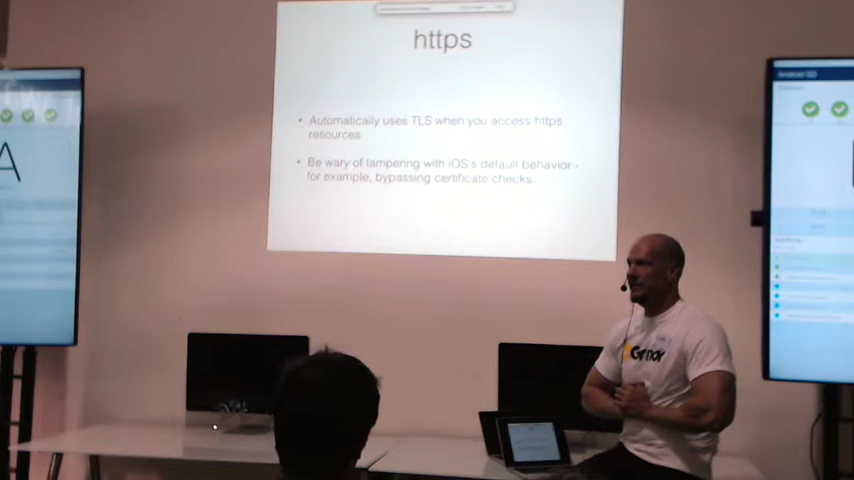 https
• Automatically uses TLS when you access https
resources
• Be wary of tampering with iOS's default behavior -
for example, bypassing certificate checks.
A
Grindr